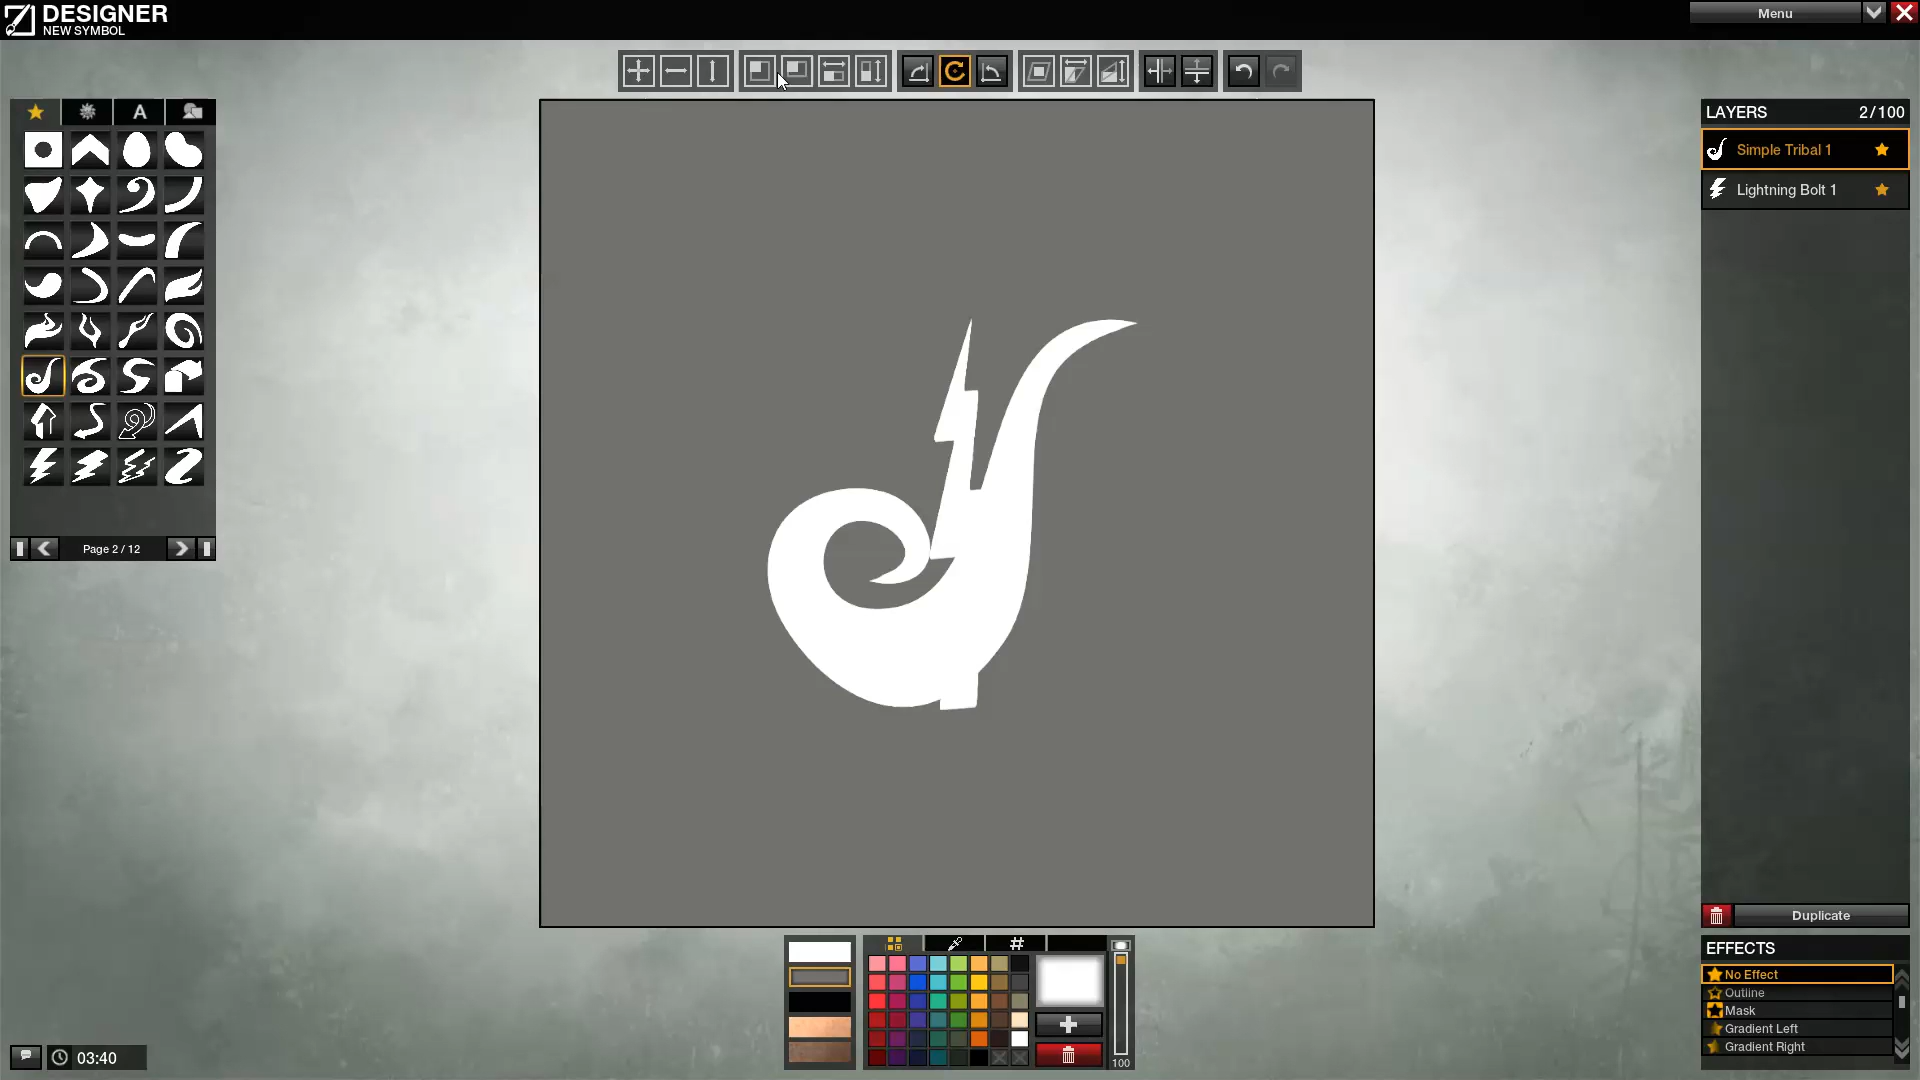 DESIGNER
NEW SYMBOL
Menu
A
LAYERS 2/100
Simple Tribal 1
Lightning Bolt 1
Page 2 / 12
Duplicate
EFFECTS
No Effect
Outline
Mask
Gradient Left
Gradient Right
#
100
03:40